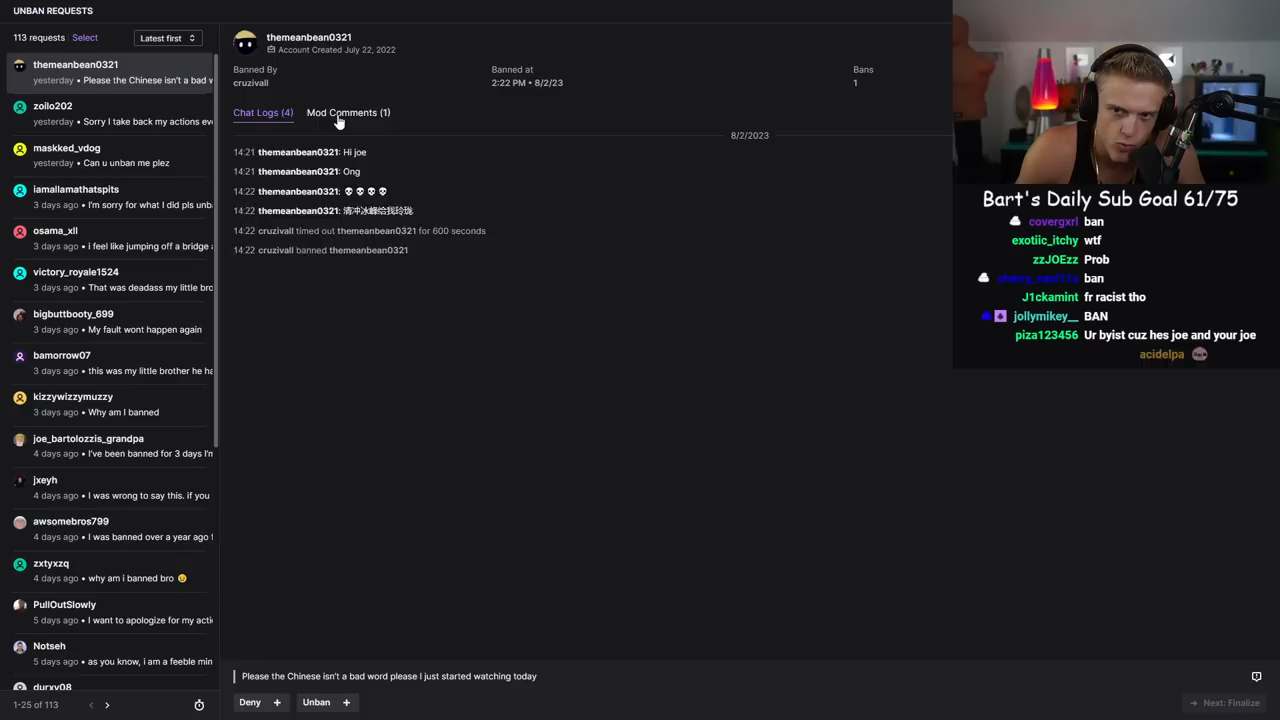 UNBAN REQUESTS
113 requests Select Latest first
themeanbean0321
yesterday • Please the Chinese isn't a bad w
zoilo202
yesterday • Sorry I take back my actions eve
maskked_vdog
yesterday • Can u unban me plez
iamallamathatspits
3 days ago • I'm sorry for what I did pls unb
osama_xll
3 days ago • i feel like jumping off a bridge a
victory_royale1524
3 days ago • That was deadass my little bro
bigbuttbooty_699
3 days ago • My fault wont happen again
bamorrow07
3 days ago • this was my little brother he ha
kizzywizzymuzzy
3 days ago • Why am I banned
joe_bartolozzis_grandpa
4 days ago • I've been banned for 3 days I'm
jxeyh
4 days ago • I was wrong to say this. if you
awsomebros799
4 days ago • I was banned over a year ago f
zxtyxzq
4 days ago • why am i banned bro 😉
PullOutSlowly
5 days ago • I want to apologize for my acti
Notseh
5 days ago • as you know, i am a feeble min
durxy08
1-25 of 113
themeanbean0321
Account Created July 22, 2022
Banned By Banned at Bans
cruzivall 2:22 PM • 8/2/23 1
Chat Logs (4) Mod Comments (1)
8/2/2023
14:21 themeanbean0321: Hi joe
14:21 themeanbean0321: Ong
14:22 themeanbean0321: 💀 💀 💀 💀
14:22 themeanbean0321: 清冲冰峰给我玲珑
14:22 cruzivall timed out themeanbean0321 for 600 seconds
14:22 cruzivall banned themeanbean0321
Please the Chinese isn't a bad word please I just started watching today
Deny + Unban + → Next: Finalize
Bart's Daily Sub Goal 61/75
covergxrl ban
exotiic_itchy wtf
zzJOEzz Prob
ban
J1ckamint fr racist tho
jollymikey__ BAN
piza123456 Ur byist cuz hes joe and your joe
acidelpa